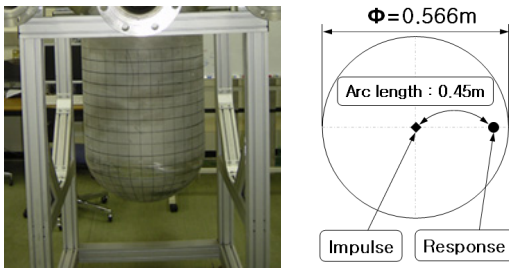 Φ=0.566m
Arc length : 0.45m
Impulse
Response